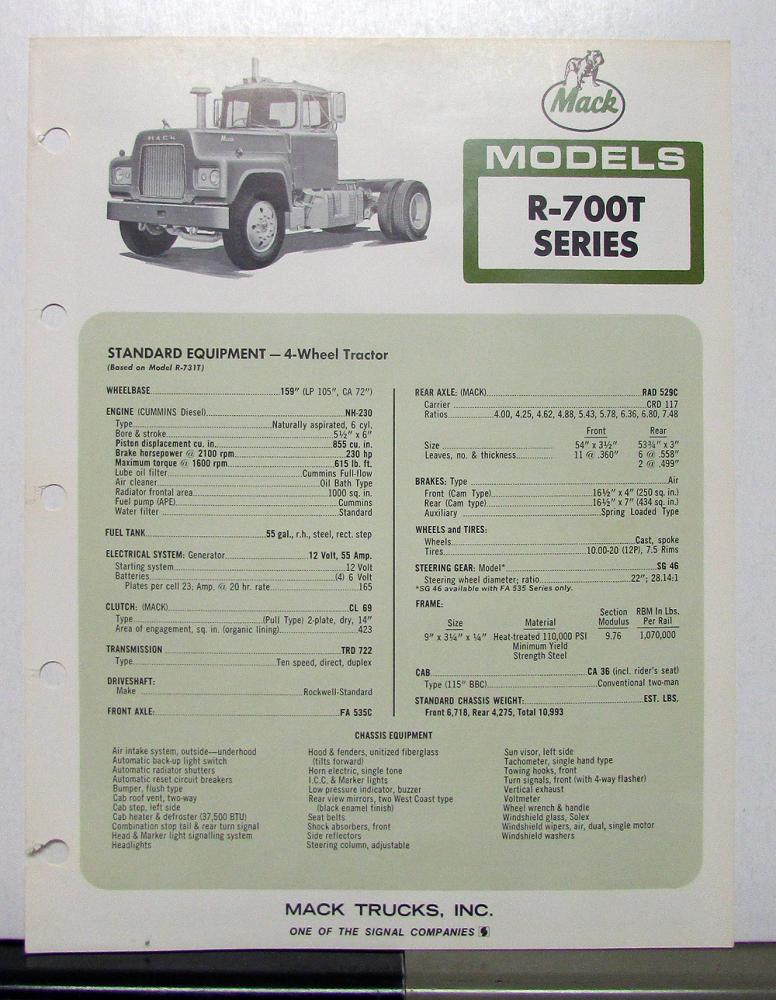 Mack
MODELS
R-700T
SERIES
MACK
Mack
STANDARD EQUIPMENT — 4-Wheel Tractor
(Based on Model R-731T)
WHEELBASE 159" (LP 105", CA 72")
ENGINE (CUMMINS Diesel) NH-230
Type Naturally aspirated, 6 cyl.
Bore & stroke 5½" x 6"
Piston displacement cu. in. 855 cu. in.
Brake horsepower @ 2100 rpm 230 hp
Maximum torque @ 1600 rpm 615 lb. ft.
Lube oil filter Cummins Full-flow
Air cleaner Oil Bath Type
Radiator frontal area 1000 sq. in.
Fuel pump (APE) Cummins
Water filter Standard
FUEL TANK 55 gal., r.h., steel, rect. step
ELECTRICAL SYSTEM: Generator 12 Volt, 55 Amp.
Starting system 12 Volt
Batteries (4) 6 Volt
Plates per cell 23; Amp. @ 20 hr. rate 165
CLUTCH: (MACK) CL 69
Type (Pull Type) 2-plate, dry, 14"
Area of engagement, sq. in. (organic lining) 423
TRANSMISSION TRD 722
Type Ten speed, direct, duplex
DRIVESHAFT:
Make Rockwell-Standard
FRONT AXLE: FA 535C
REAR AXLE: (MACK) RAD 529C
Carrier CRD 117
Ratios 4.00, 4.25, 4.62, 4.88, 5.43, 5.78, 6.36, 6.80, 7.48
Front Rear
Size 54" x 3½" 53¾" x 3"
Leaves, no. & thickness 11 @ .360" 6 @ .558"
2 @ .499"
BRAKES: Type Air
Front (Cam Type) 16½" x 4" (250 sq. in.)
Rear (Cam type) 16½" x 7" (434 sq. in.)
Auxiliary Spring Loaded Type
WHEELS and TIRES:
Wheels Cast, spoke
Tires 10.00-20 (12P), 7.5 Rims
STEERING GEAR: Model* SG 46
Steering wheel diameter; ratio 22"; 28.14:1
*SG 46 available with FA 535 Series only.
FRAME:
Size Material Section Modulus RBM In Lbs. Per Rail
9" x 3¼" x ¼" Heat-treated 110,000 PSI 9.76 1,070,000
Minimum Yield
Strength Steel
CAB CA 36 (incl. rider's seat)
Type (115" BBC) Conventional two-man
STANDARD CHASSIS WEIGHT: EST. LBS.
Front 6,718, Rear 4,275, Total 10,993
CHASSIS EQUIPMENT
Air intake system, outside—underhood
Automatic back-up light switch
Automatic radiator shutters
Automatic reset circuit breakers
Bumper, flush type
Cab roof vent, two-way
Cab step, left side
Cab heater & defroster (37,500 BTU)
Combination stop tail & rear turn signal
Head & Marker light signalling system
Headlights
Hood & fenders, unitized fiberglass
(tilts forward)
Horn electric, single tone
I.C.C. & Marker lights
Low pressure indicator, buzzer
Rear view mirrors, two West Coast type
(black enamel finish)
Seat belts
Shock absorbers, front
Side reflectors
Steering column, adjustable
Sun visor, left side
Tachometer, single hand type
Towing hooks, front
Turn signals, front (with 4-way flasher)
Vertical exhaust
Voltmeter
Wheel wrench & handle
Windshield glass, Solex
Windshield wipers, air, dual, single motor
Windshield washers
MACK TRUCKS, INC.
ONE OF THE SIGNAL COMPANIES